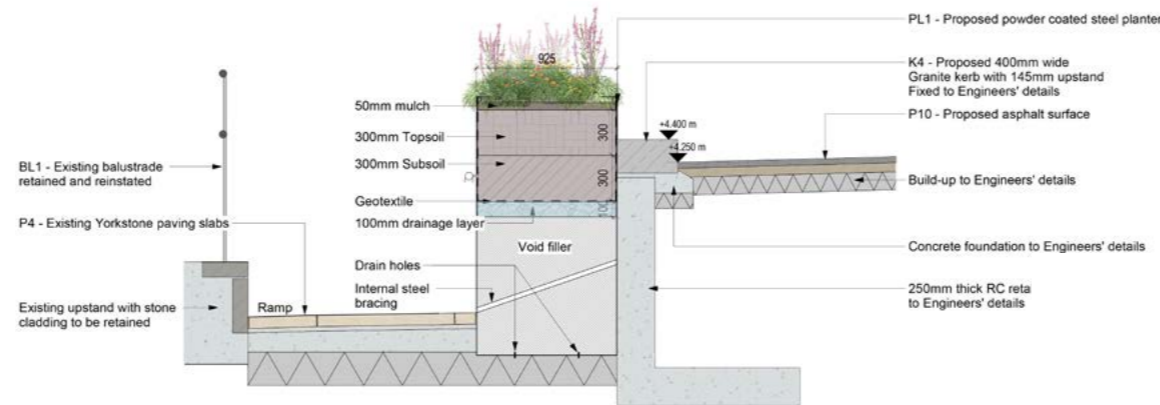 PL1 - Proposed powder coated steel planter
K4 - Proposed 400mm wide
Granite kerb with 145mm upstand
Fixed to Engineers' details
P10 - Proposed asphalt surface
925
50mm mulch
300mm Topsoil
300mm Subsoil
Geotextile
100mm drainage layer
300
300
100
+4.400 m
+4.250 m
BL1 - Existing balustrade
retained and reinstated
P4 - Existing Yorkstone paving slabs
Build-up to Engineers' details
Void filler
Concrete foundation to Engineers' details
Drain holes
Internal steel
bracing
Ramp
Existing upstand with stone
cladding to be retained
250mm thick RC reta
to Engineers' details